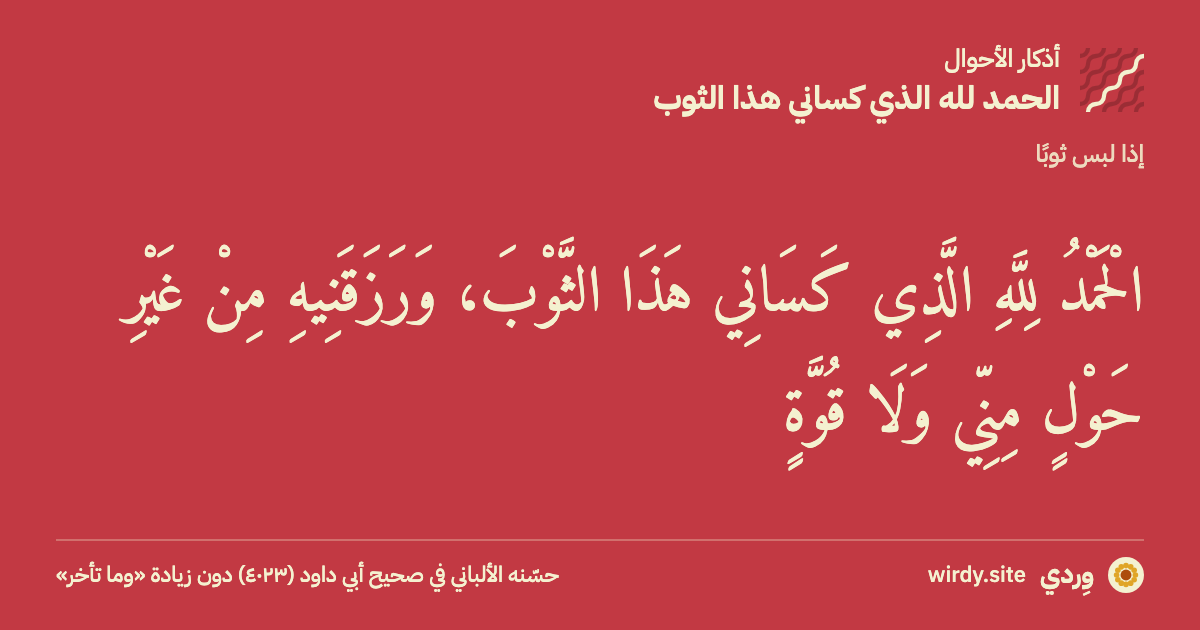 أذكار الأحوال
الحمد لله الذي كساني هذا الثوب
إذا لبس ثوبًا
الْحَمْدُ لِلَّهِ الَّذِي كَسَانِي هَذَا الثَّوْبَ، وَرَزَقَنِيهِ مِنْ غَيْرِ
حَوْلٍ مِنِّي وَلَا قُوَّةٍ
وِردي wirdy.site
حسّنه الألباني في صحيح أبي داود (٤٠٢٣) دون زيادة «وما تأخر»